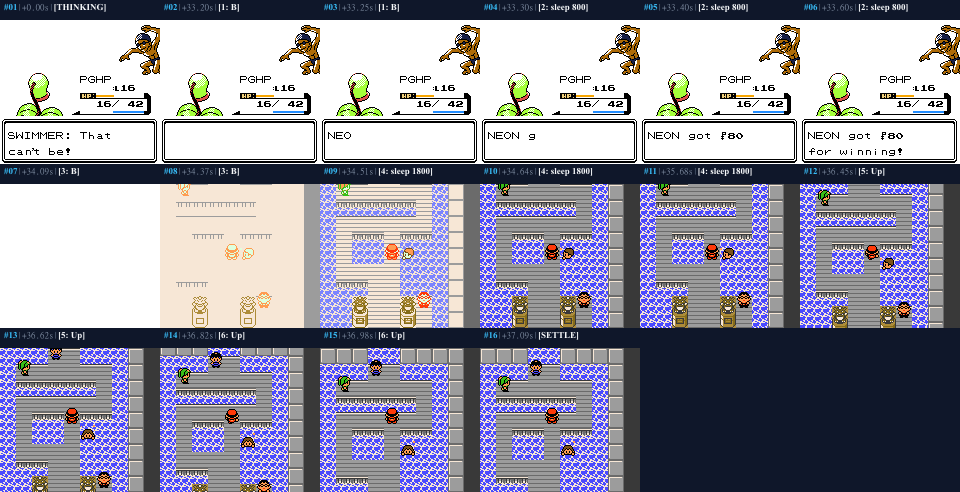 #01|+0.00s|[THINKING]
#02|+33.20s|[1: B]
#03|+33.25s|[1: B]
#04|+33.30s|[2: sleep 800]
#05|+33.40s|[2: sleep 800]
#06|+33.60s|[2: sleep 800]
PGHP
:L16
HP:
16/ 42
SWIMMER: That
can't be!
PGHP
:L16
HP:
16/ 42
PGHP
:L16
HP:
16/ 42
NEO
PGHP
:L16
HP:
16/ 42
NEON g
PGHP
:L16
HP:
16/ 42
NEON got ₽80
PGHP
:L16
HP:
16/ 42
NEON got ₽80
for winning!
#07|+34.09s|[3: B]
#08|+34.37s|[3: B]
#09|+34.51s|[4: sleep 1800]
#10|+34.64s|[4: sleep 1800]
#11|+35.68s|[4: sleep 1800]
#12|+36.45s|[5: Up]
#13|+36.62s|[5: Up]
#14|+36.82s|[6: Up]
#15|+36.98s|[6: Up]
#16|+37.09s|[SETTLE]